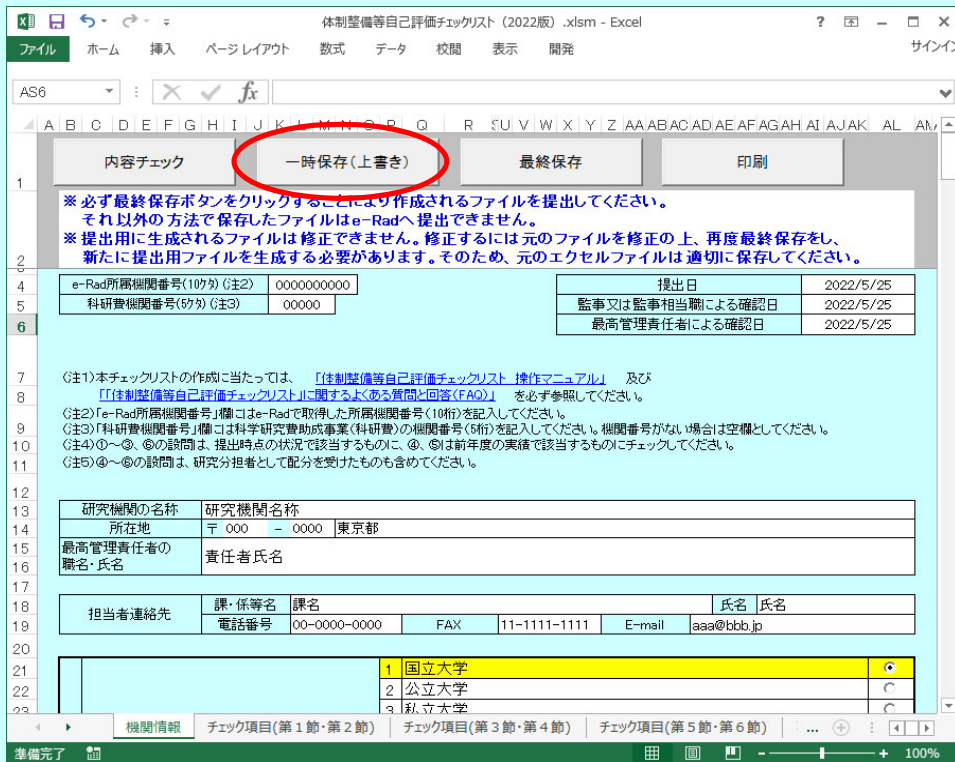 体制整備等自己評価チェックリスト（2022版）.xlsm - Excel
ファイル ホーム 挿入 ページ レイアウト 数式 データ 校閲 表示 開発 サインイン
AS6 fx
A B C D E F G H I J K L M N O P Q R S U V W X Y Z AA AB AC AD AE AF AG AH AI AJ AK AL AM
1 内容チェック 一時保存（上書き） 最終保存 印刷
※必ず最終保存ボタンをクリックすることにより作成されるファイルを提出してください。
それ以外の方法で保存したファイルはe-Radへ提出できません。
※提出用に生成されるファイルは修正できません。修正するには元のファイルを修正の上、再度最終保存をし、
2 新たに提出用ファイルを生成する必要があります。そのため、元のエクセルファイルは適切に保存してください。
4 e-Rad所属機関番号(10ｹﾀ)（注2） 0000000000 提出日 2022/5/25
5 科研費機関番号(5ｹﾀ)（注3） 00000 監事又は監事相当職による確認日 2022/5/25
6 最高管理責任者による確認日 2022/5/25
7 （注1）本チェックリストの作成に当たっては、 「体制整備等自己評価チェックリスト 操作マニュアル」 及び
8 「「体制整備等自己評価チェックリスト」に関するよくある質問と回答（FAQ）」 を必ず参照してください。
（注2）「e-Rad所属機関番号」欄にはe-Radで取得した所属機関番号（10桁）を記入してください。
9 （注3）「科研費機関番号」欄には科学研究費助成事業（科研費）の機関番号（5桁）を記入してください。機関番号がない場合は空欄としてください。
10 （注4）①～③、⑥の設問は、提出時点の状況で該当するものに、④、⑤は前年度の実績で該当するものにチェックしてください。
11 （注5）④～⑥の設問は、研究分担者として配分を受けたものも含めてください。
12
13 研究機関の名称 研究機関名称
14 所在地 〒 000 - 0000 東京都
15 最高管理責任者の
16 職名・氏名 責任者氏名
17
18 担当者連絡先 課・係等名 課名 氏名 氏名
19 電話番号 00-0000-0000 FAX 11-1111-1111 E-mail aaa@bbb.jp
20
21 1 国立大学
22 2 公立大学
23 3 私立大学
機関情報 チェック項目（第１節・第２節） チェック項目（第３節・第４節） チェック項目（第５節・第６節） ...
準備完了 100%